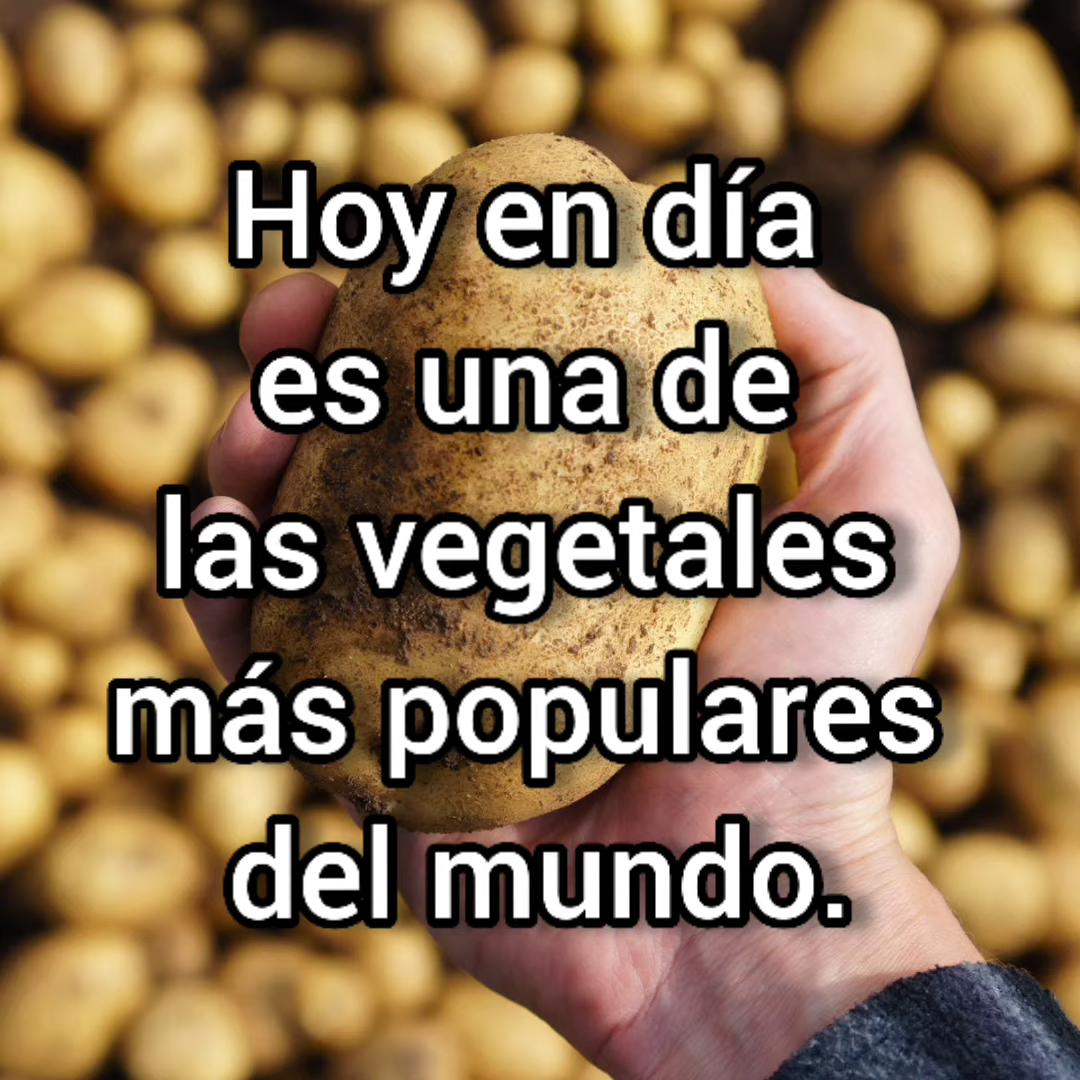 Hoy en día
es una de
las vegetales
más populares
del mundo.